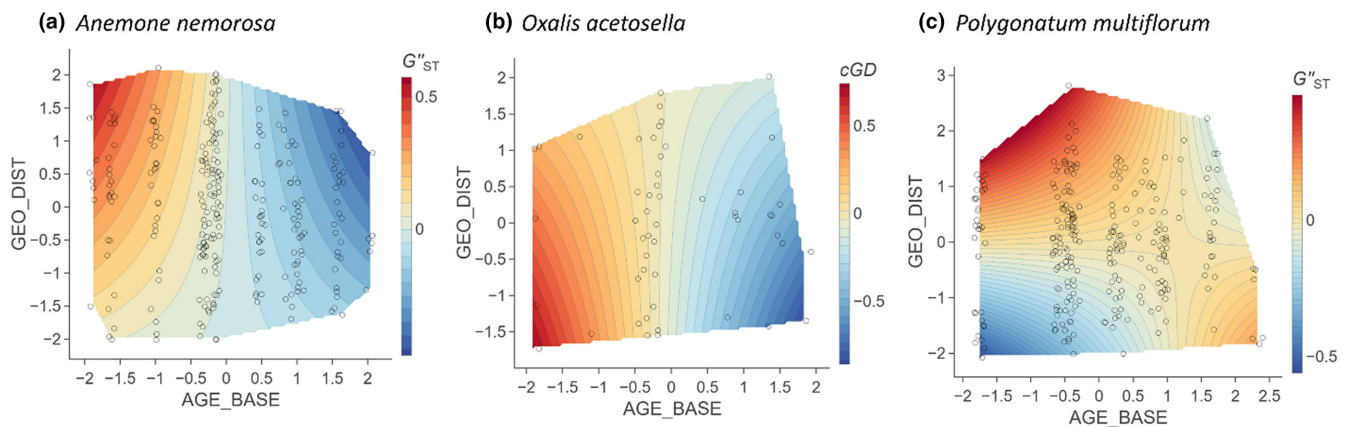 (a) Anemone nemorosa
G"ST
0.5
0
2
1.5
1.0
0.5
0.0
−0.5
−1
−1.5
−2
GEO_DIST
−2 −1.5 −1 −0.5 0 0.5 1 1.5 2
AGE_BASE
(b) Oxalis acetosella
cGD
0.5
0
−0.5
2
1.5
1.0
0.5
0.0
−0.5
−1.0
−1.5
GEO_DIST
−2 −1.5 −1 −0.5 0 0.5 1 1.5 2
AGE_BASE
(c) Polygonatum multiflorum
G"ST
0
−0.5
3
2
1
0
−1
−2
GEO_DIST
−2 −1.5 −1 −0.5 0 0.5 1 1.5 2 2.5
AGE_BASE